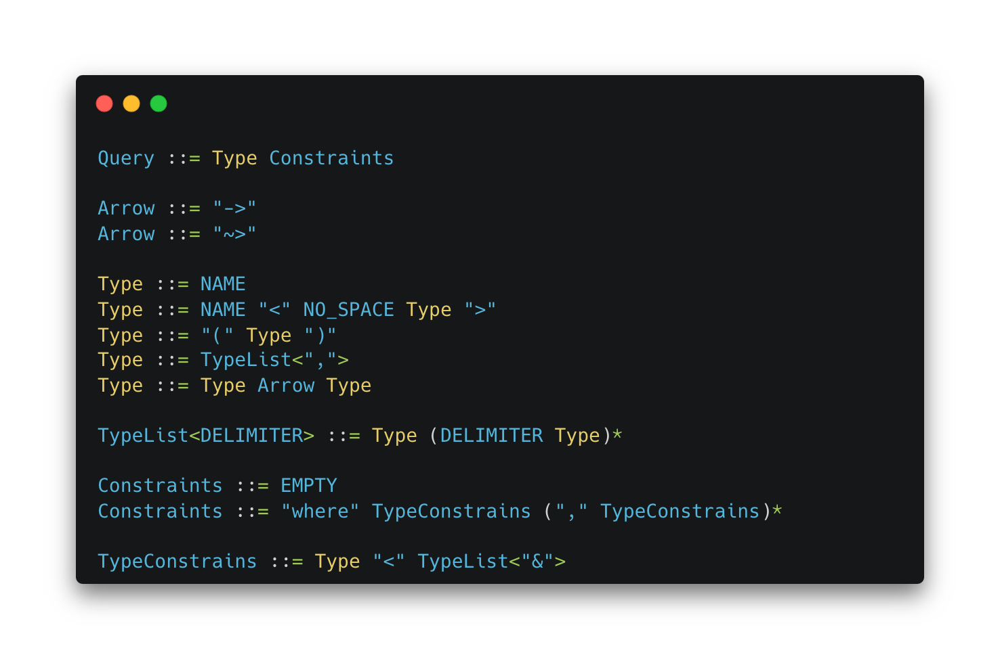 Query ::= Type Constraints
Arrow ::= "->"
Arrow ::= "~>"
Type ::= NAME
Type ::= NAME "<" NO_SPACE Type ">"
Type ::= "(" Type ")"
Type ::= TypeList<",">
Type ::= Type Arrow Type
TypeList<DELIMITER> ::= Type (DELIMITER Type)*
Constraints ::= EMPTY
Constraints ::= "where" TypeConstrains ("," TypeConstrains)*
TypeConstrains ::= Type "<" TypeList<"&">